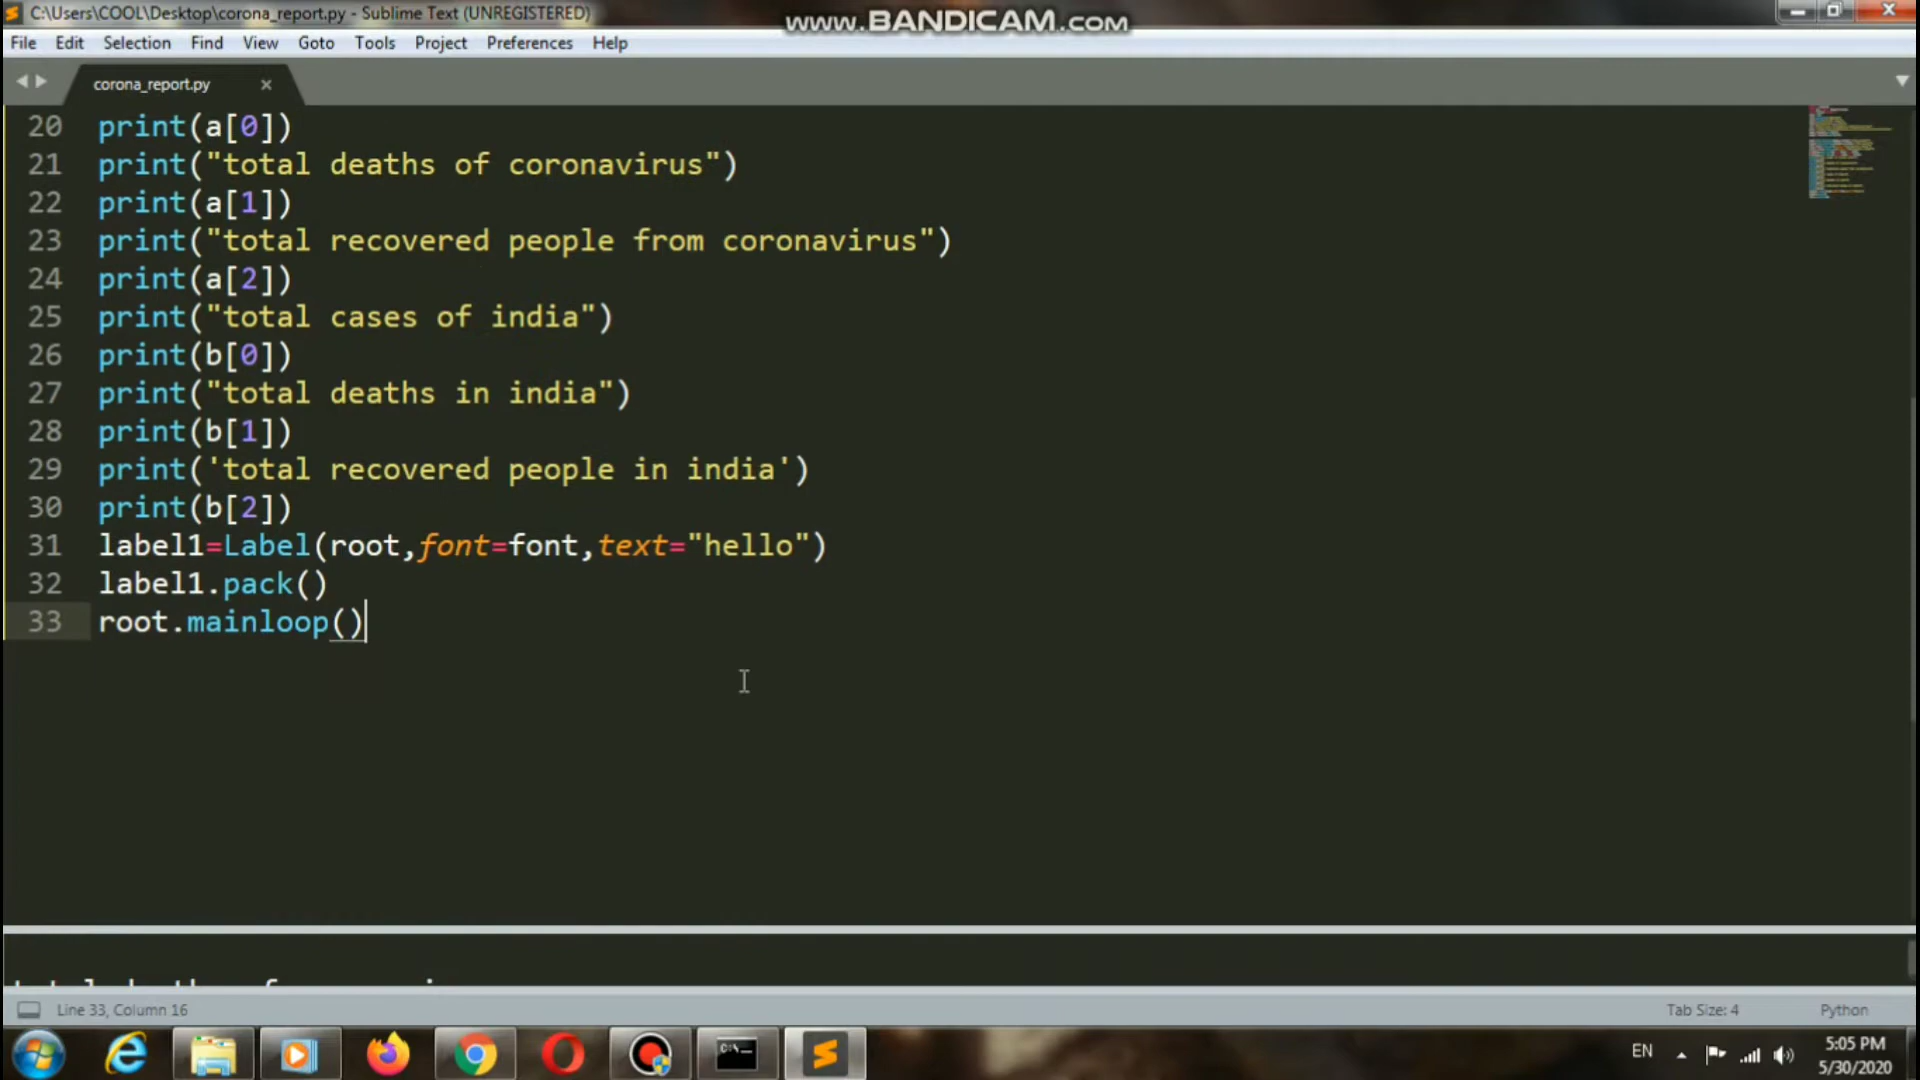 C:\Users\COOL\Desktop\corona_report.py - Sublime Text (UNREGISTERED)
www.BANDICAM.com
File Edit Selection Find View Goto Tools Project Preferences Help
corona_report.py
20 print(a[0])
21 print("total deaths of coronavirus")
22 print(a[1])
23 print("total recovered people from coronavirus")
24 print(a[2])
25 print("total cases of india")
26 print(b[0])
27 print("total deaths in india")
28 print(b[1])
29 print('total recovered people in india')
30 print(b[2])
31 label1=Label(root,font=font,text="hello")
32 label1.pack()
33 root.mainloop()
Line 33, Column 16
Tab Size: 4
Python
EN
5:05 PM
5/30/2020